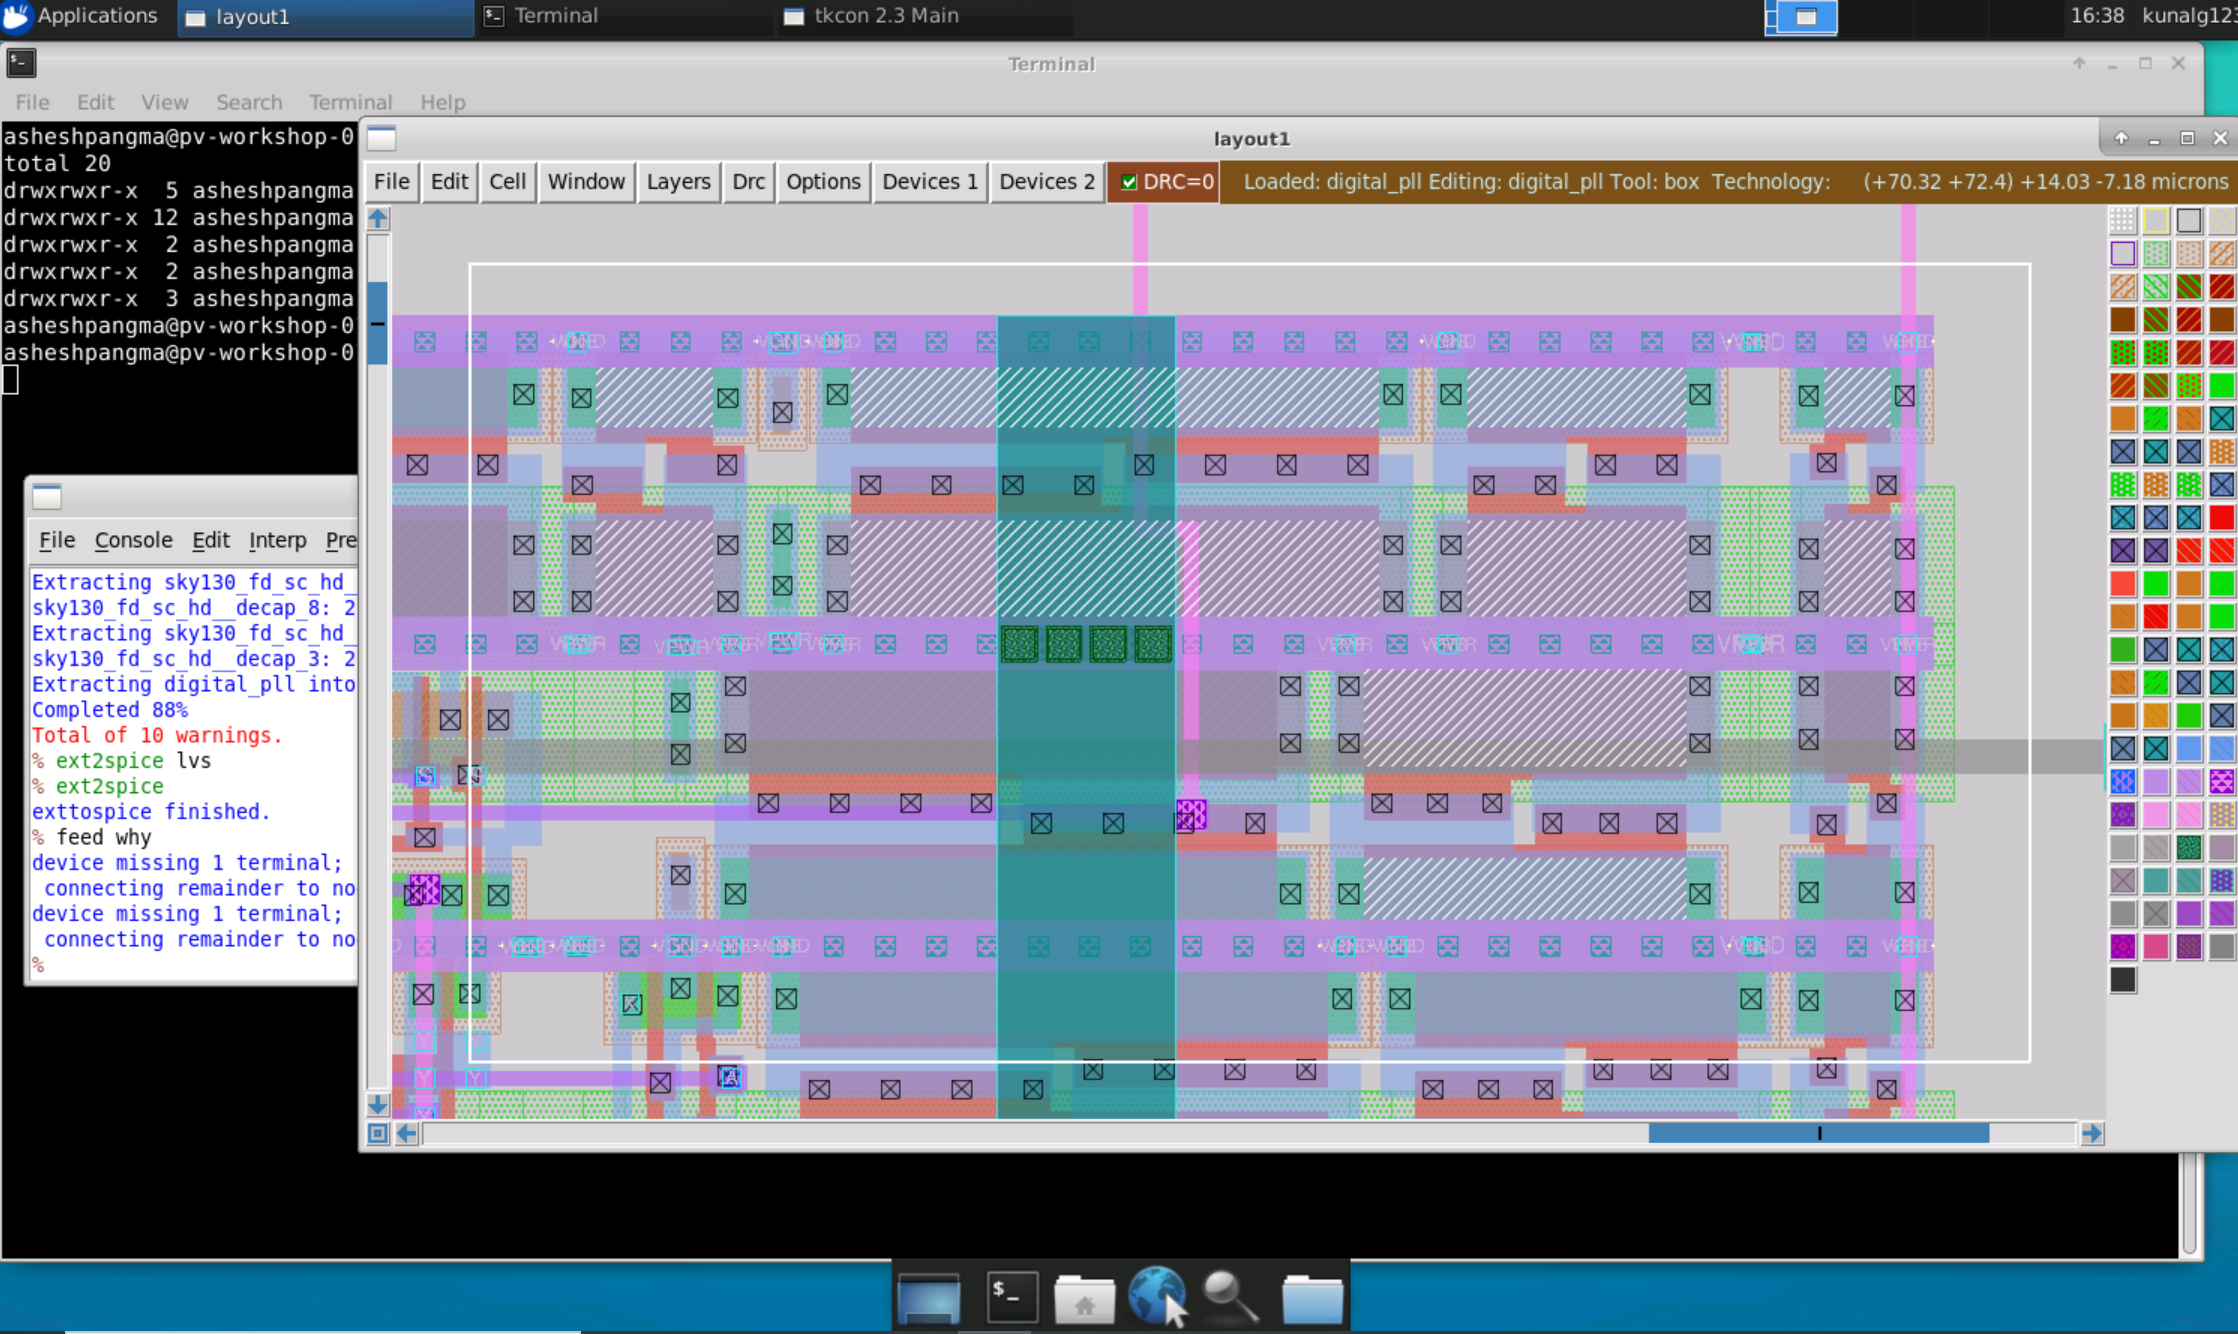 Applications layout1 Terminal tkcon 2.3 Main 16:38 kunalg123
Terminal
File Edit View Search Terminal Help
asheshpangma@pv-workshop-0
total 20
drwxrwxr-x 5 asheshpangma
drwxrwxr-x 12 asheshpangma
drwxrwxr-x 2 asheshpangma
drwxrwxr-x 2 asheshpangma
drwxrwxr-x 3 asheshpangma
asheshpangma@pv-workshop-0
asheshpangma@pv-workshop-0
layout1
File Edit Cell Window Layers Drc Options Devices 1 Devices 2 DRC=0 Loaded: digital_pll Editing: digital_pll Tool: box Technology: (+70.32 +72.4) +14.03 -7.18 microns
File Console Edit Interp Pre
Extracting sky130_fd_sc_hd_
sky130_fd_sc_hd__decap_8: 2
Extracting sky130_fd_sc_hd_
sky130_fd_sc_hd__decap_3: 2
Extracting digital_pll into
Completed 88%
Total of 10 warnings.
% ext2spice lvs
% ext2spice
exttospice finished.
% feed why
device missing 1 terminal;
connecting remainder to no
device missing 1 terminal;
connecting remainder to no
%
Y
Y Y
A
$_